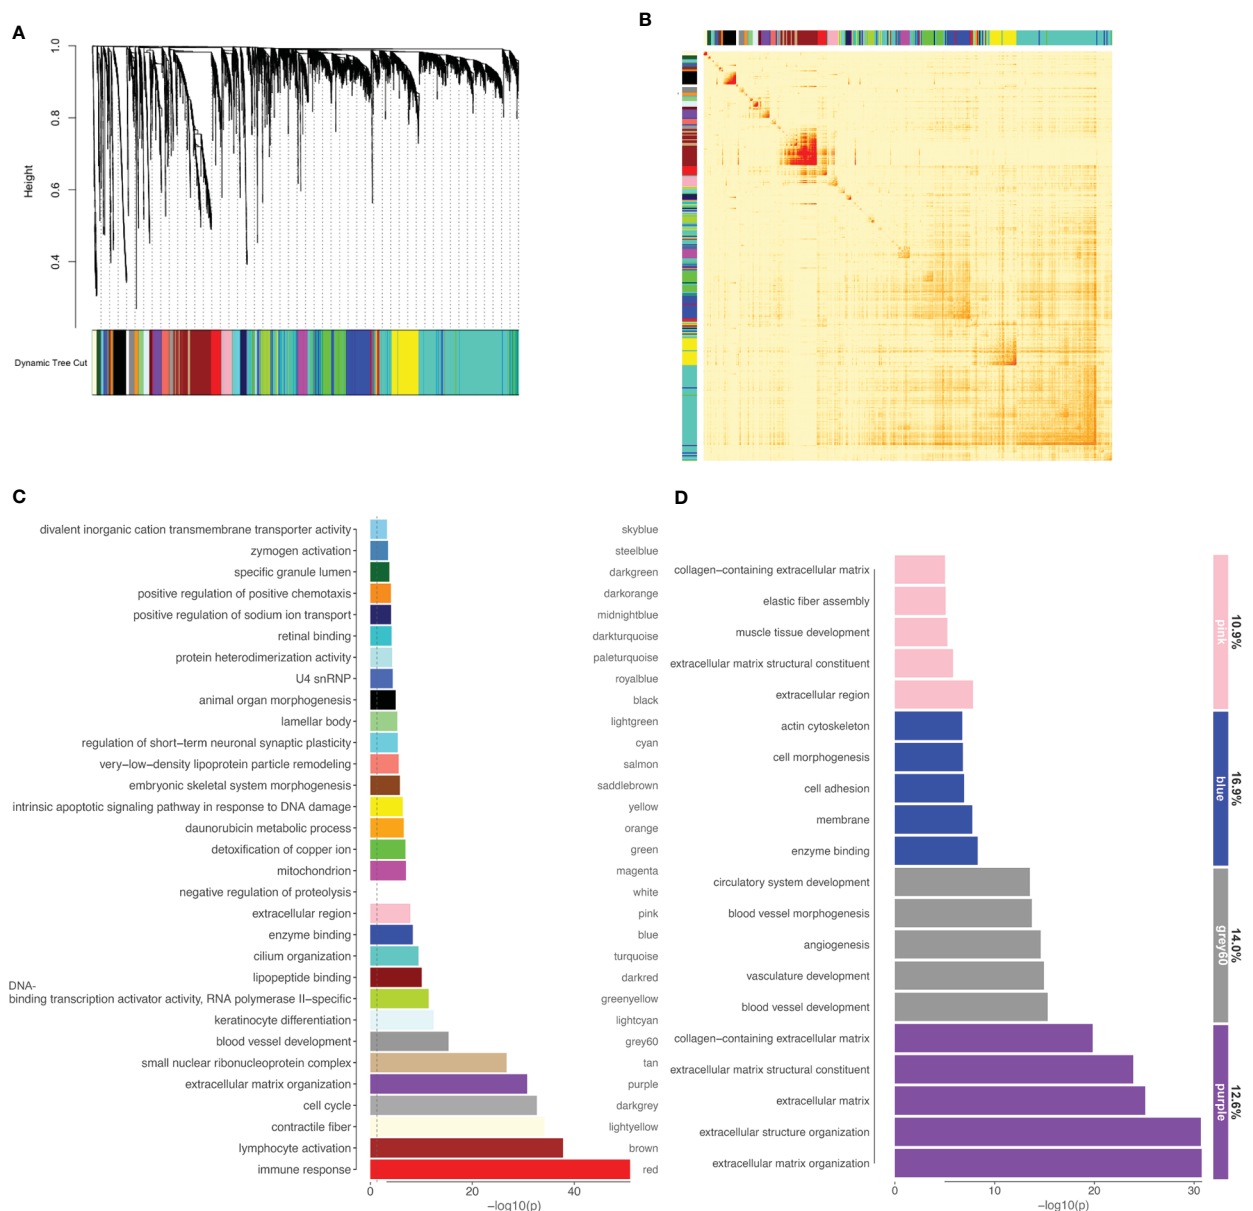 A
1.0
0.8
0.6
0.4
Height
Dynamic Tree Cut
B
C
divalent inorganic cation transmembrane transporter activity skyblue
zymogen activation steelblue
specific granule lumen darkgreen
positive regulation of positive chemotaxis darkorange
positive regulation of sodium ion transport midnightblue
retinal binding darkturquoise
protein heterodimerization activity paleturquoise
U4 snRNP royalblue
animal organ morphogenesis black
lamellar body lightgreen
regulation of short−term neuronal synaptic plasticity cyan
very−low−density lipoprotein particle remodeling salmon
embryonic skeletal system morphogenesis saddlebrown
intrinsic apoptotic signaling pathway in response to DNA damage yellow
daunorubicin metabolic process orange
detoxification of copper ion green
mitochondrion magenta
negative regulation of proteolysis white
extracellular region pink
enzyme binding blue
cilium organization turquoise
lipopeptide binding darkred
DNA-
binding transcription activator activity, RNA polymerase II−specific greenyellow
keratinocyte differentiation lightcyan
blood vessel development grey60
small nuclear ribonucleoprotein complex tan
extracellular matrix organization purple
cell cycle darkgrey
contractile fiber lightyellow
lymphocyte activation brown
immune response red
0 20 40
−log10(p)
D
collagen−containing extracellular matrix
elastic fiber assembly
muscle tissue development
extracellular matrix structural constituent
extracellular region
pink
10.9%
actin cytoskeleton
cell morphogenesis
cell adhesion
membrane
enzyme binding
blue
16.9%
circulatory system development
blood vessel morphogenesis
angiogenesis
vasculature development
blood vessel development
grey60
14.0%
collagen−containing extracellular matrix
extracellular matrix structural constituent
extracellular matrix
extracellular structure organization
extracellular matrix organization
purple
12.6%
0 10 20 30
−log10(p)